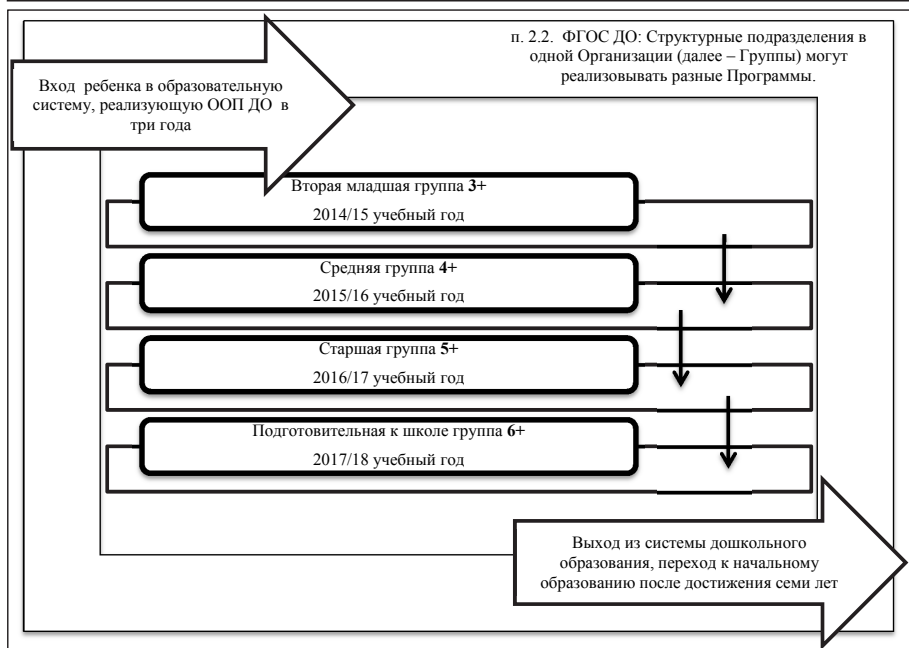 п. 2.2. ФГОС ДО: Структурные подразделения в
одной Организации (далее – Группы) могут
реализовывать разные Программы.
Вход ребенка в образовательную
систему, реализующую ООП ДО в
три года
Вторая младшая группа 3+
2014/15 учебный год
Средняя группа 4+
2015/16 учебный год
Старшая группа 5+
2016/17 учебный год
Подготовительная к школе группа 6+
2017/18 учебный год
Выход из системы дошкольного
образования, переход к начальному
образованию после достижения семи лет